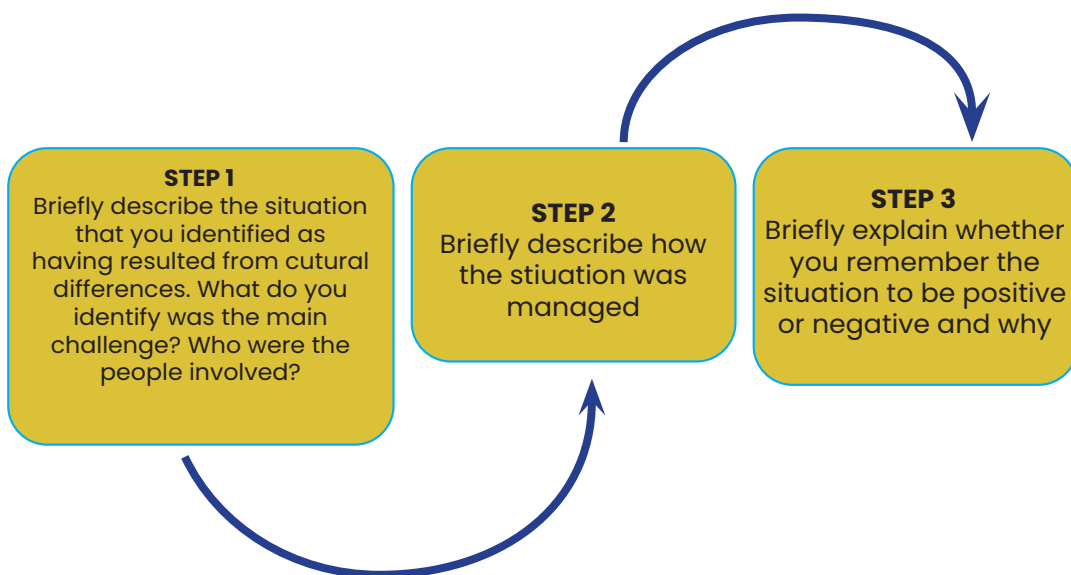 STEP 1
Briefly describe the situation
that you identified as
having resulted from cutural
differences. What do you
identify was the main
challenge? Who were the
people involved?
STEP 2
Briefly describe how
the stiuation was
managed
STEP 3
Briefly explain whether
you remember the
situation to be positive
or negative and why